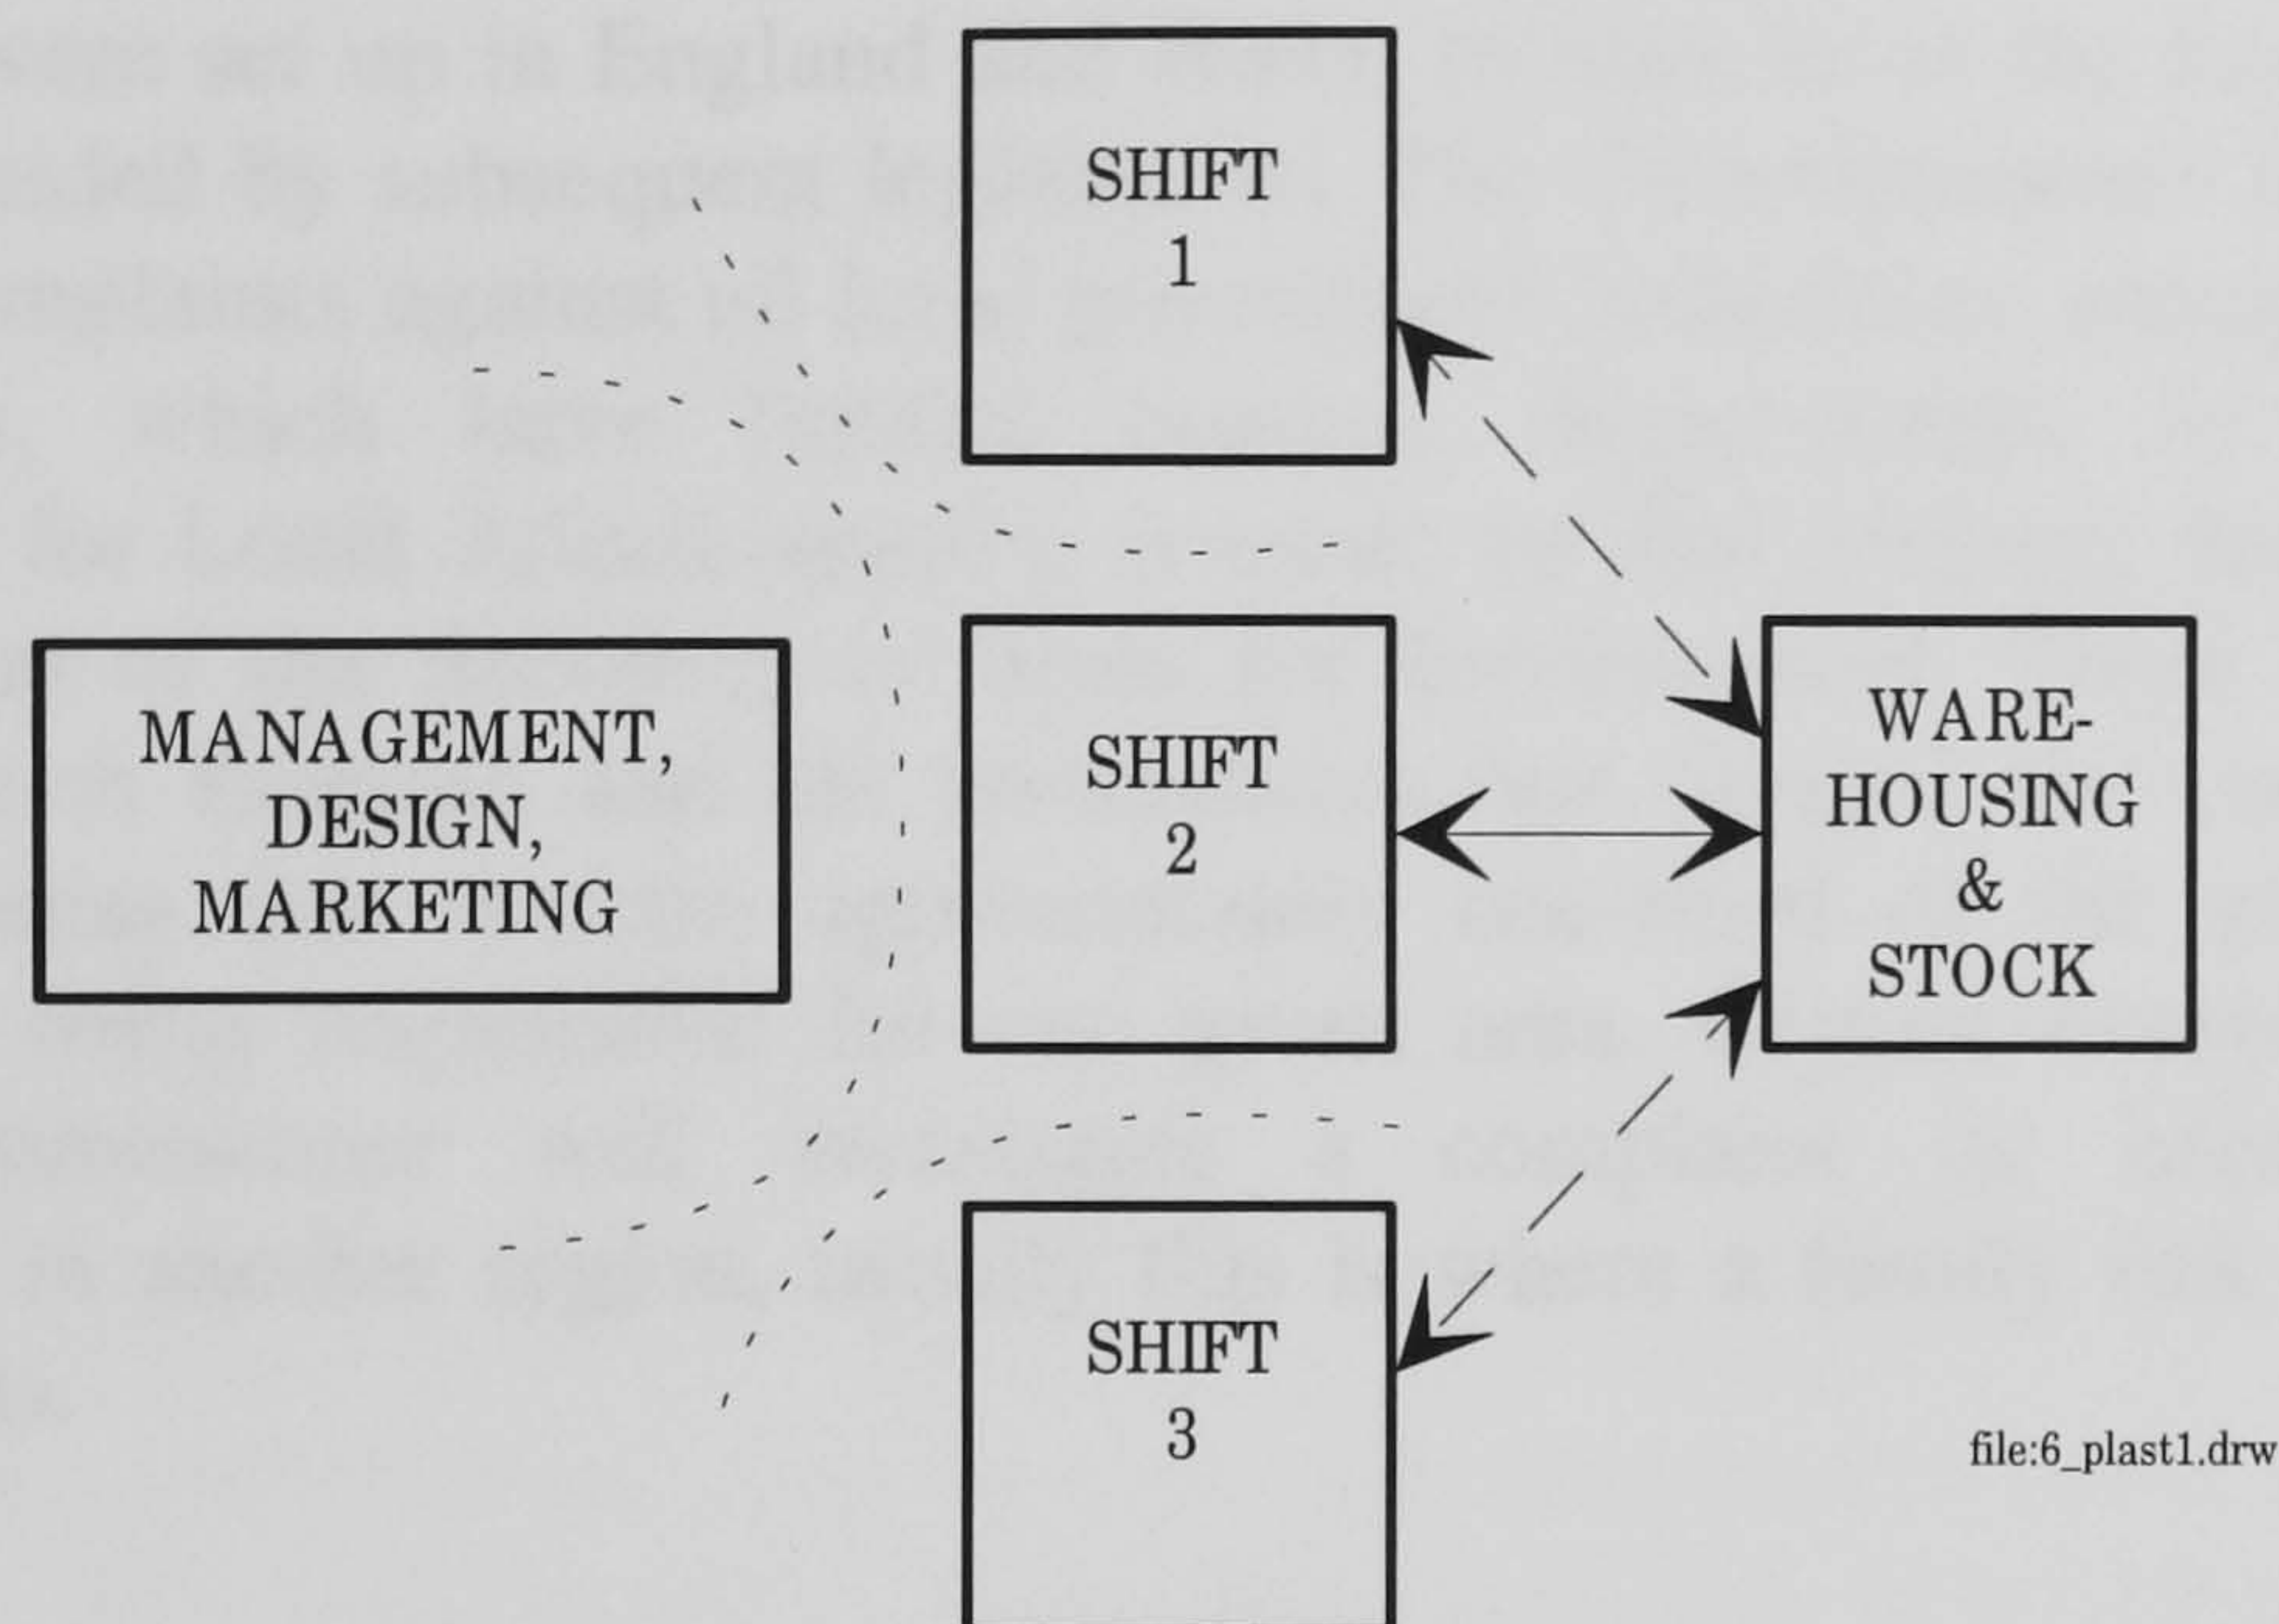 SHIFT
1
MANAGEMENT,
DESIGN,
MARKETING
SHIFT
2
WARE-
HOUSING
&
STOCK
SHIFT
3
file:6_plast1.drw